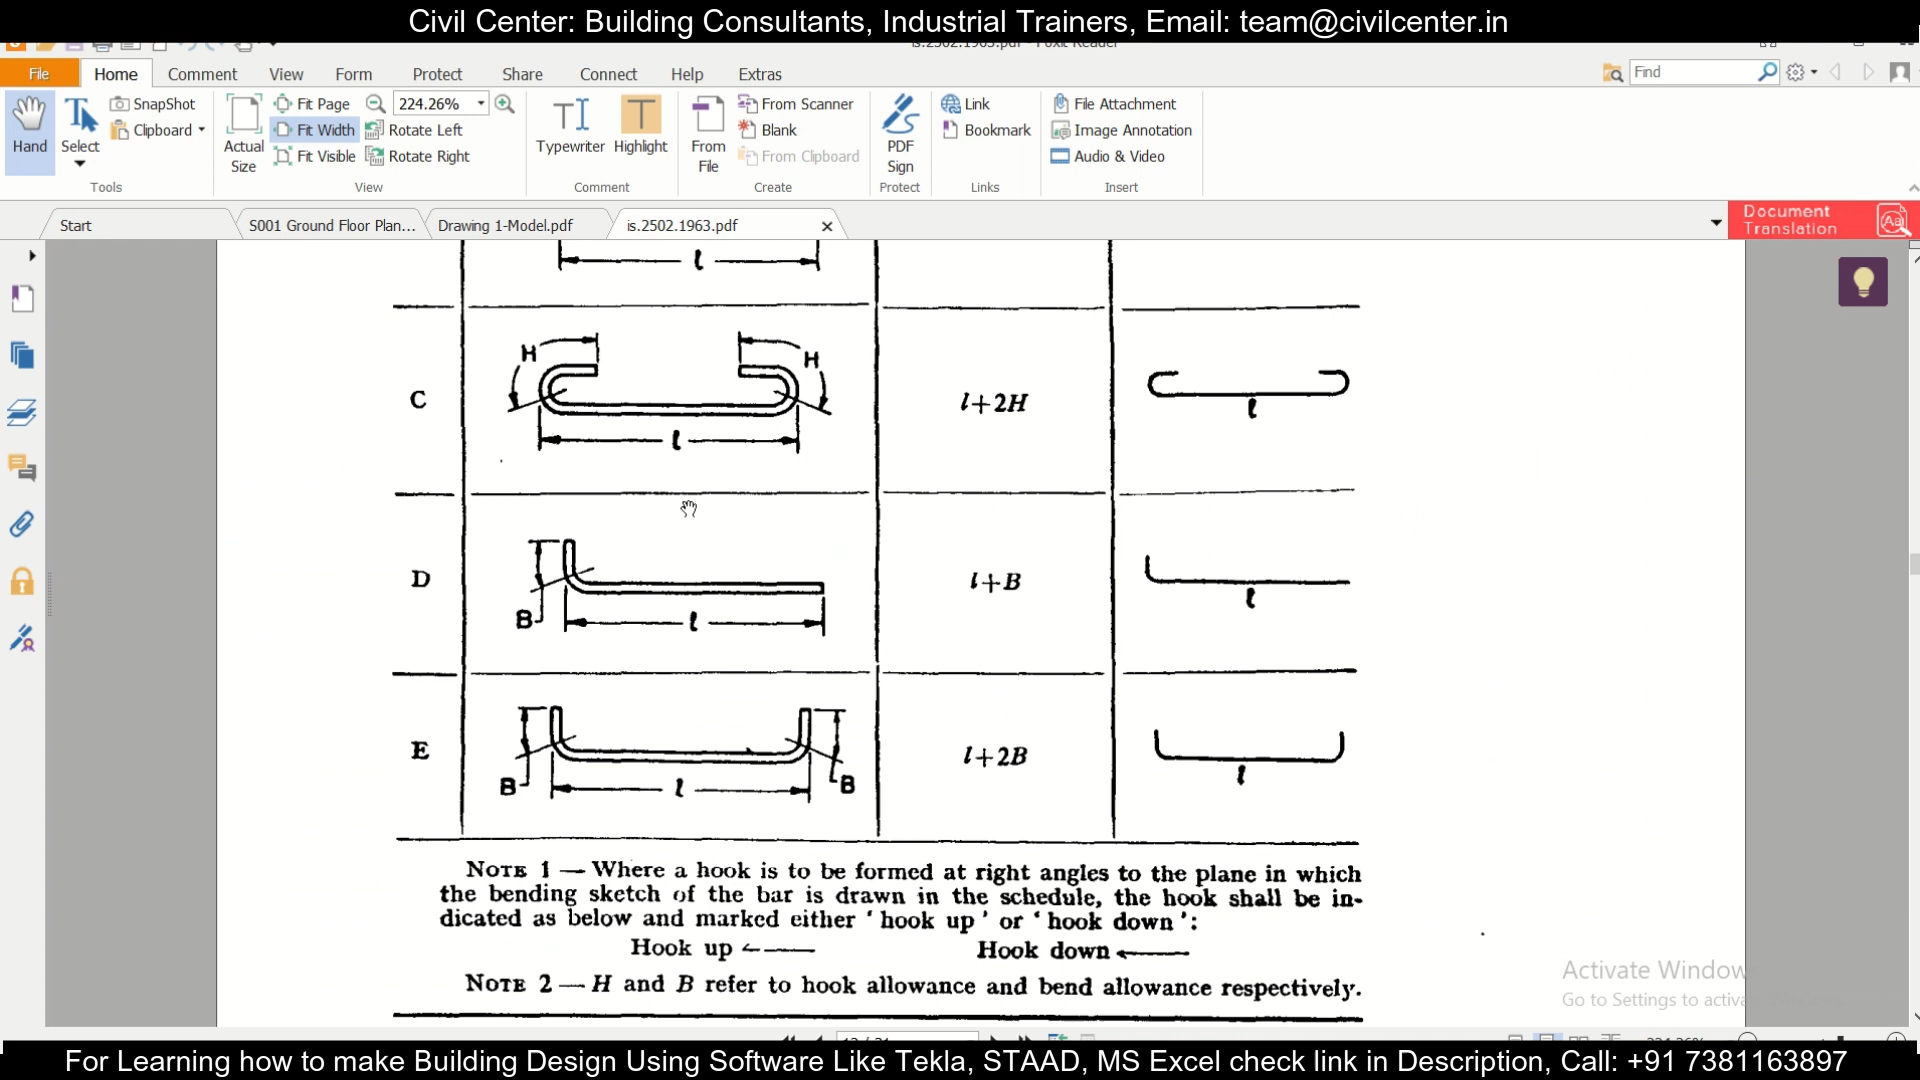 Civil Center: Building Consultants, Industrial Trainers, Email: team@civilcenter.in
is.2502.1963.pdf - Foxit Reader
File Home Comment View Form Protect Share Connect Help Extras
Find
Hand
Select
SnapShot
Clipboard
Tools
Actual Size
Fit Page
Fit Width
Fit Visible
224.26%
Rotate Left
Rotate Right
View
Typewriter
Highlight
Comment
From File
From Scanner
Blank
From Clipboard
Create
PDF Sign
Protect
Link
Bookmark
Links
File Attachment
Image Annotation
Audio & Video
Insert
Start S001 Ground Floor Plan... Drawing 1-Model.pdf is.2502.1963.pdf
Document Translation
l
C H H l l+2H l
D B l l+B l
E B l B l+2B l
NOTE 1 — Where a hook is to be formed at right angles to the plane in which
the bending sketch of the bar is drawn in the schedule, the hook shall be in-
dicated as below and marked either ' hook up ' or ' hook down ':
Hook up Hook down
NOTE 2 — H and B refer to hook allowance and bend allowance respectively.
Activate Window
Go to Settings to activa
For Learning how to make Building Design Using Software Like Tekla, STAAD, MS Excel check link in Description, Call: +91 7381163897